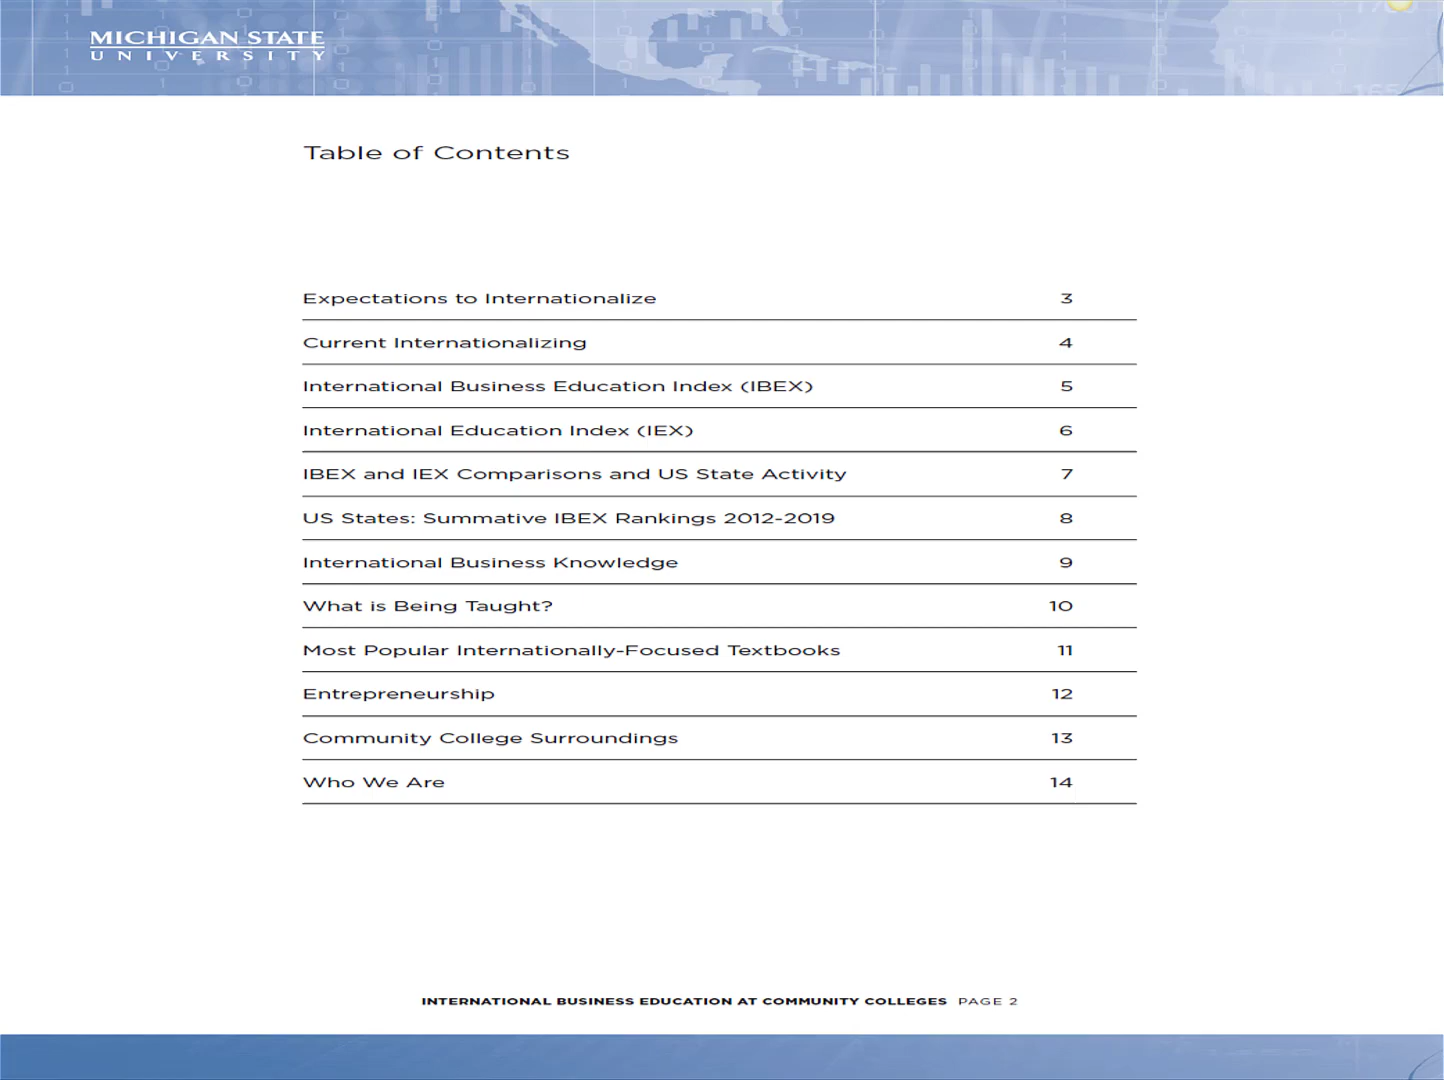 MICHIGAN STATE
UNIVERSITY
Table of Contents
Expectations to Internationalize 3
Current Internationalizing 4
International Business Education Index (IBEX) 5
International Education Index (IEX) 6
IBEX and IEX Comparisons and US State Activity 7
US States: Summative IBEX Rankings 2012-2019 8
International Business Knowledge 9
What is Being Taught? 10
Most Popular Internationally-Focused Textbooks 11
Entrepreneurship 12
Community College Surroundings 13
Who We Are 14
INTERNATIONAL BUSINESS EDUCATION AT COMMUNITY COLLEGES PAGE 2